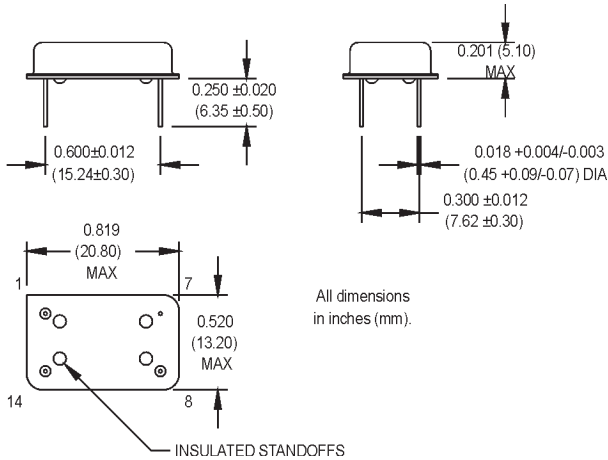 0.250 ±0.020
(6.35 ±0.50)
0.600±0.012
(15.24±0.30)
0.201 (5.10)
MAX
0.018 +0.004/-0.003
(0.45 +0.09/-0.07) DIA
0.300 ±0.012
(7.62 ±0.30)
0.819
(20.80)
MAX
1
7
0.520
(13.20)
MAX
14
8
INSULATED STANDOFFS
All dimensions
in inches (mm).